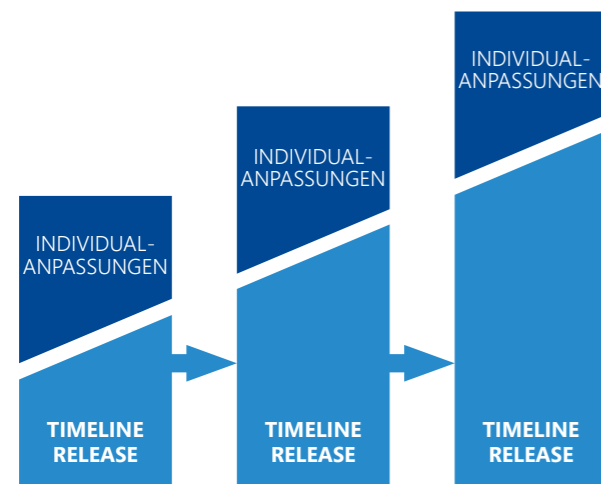 INDIVIDUAL-
ANPASSUNGEN
INDIVIDUAL-
ANPASSUNGEN
INDIVIDUAL-
ANPASSUNGEN
TIMELINE
RELEASE
TIMELINE
RELEASE
TIMELINE
RELEASE